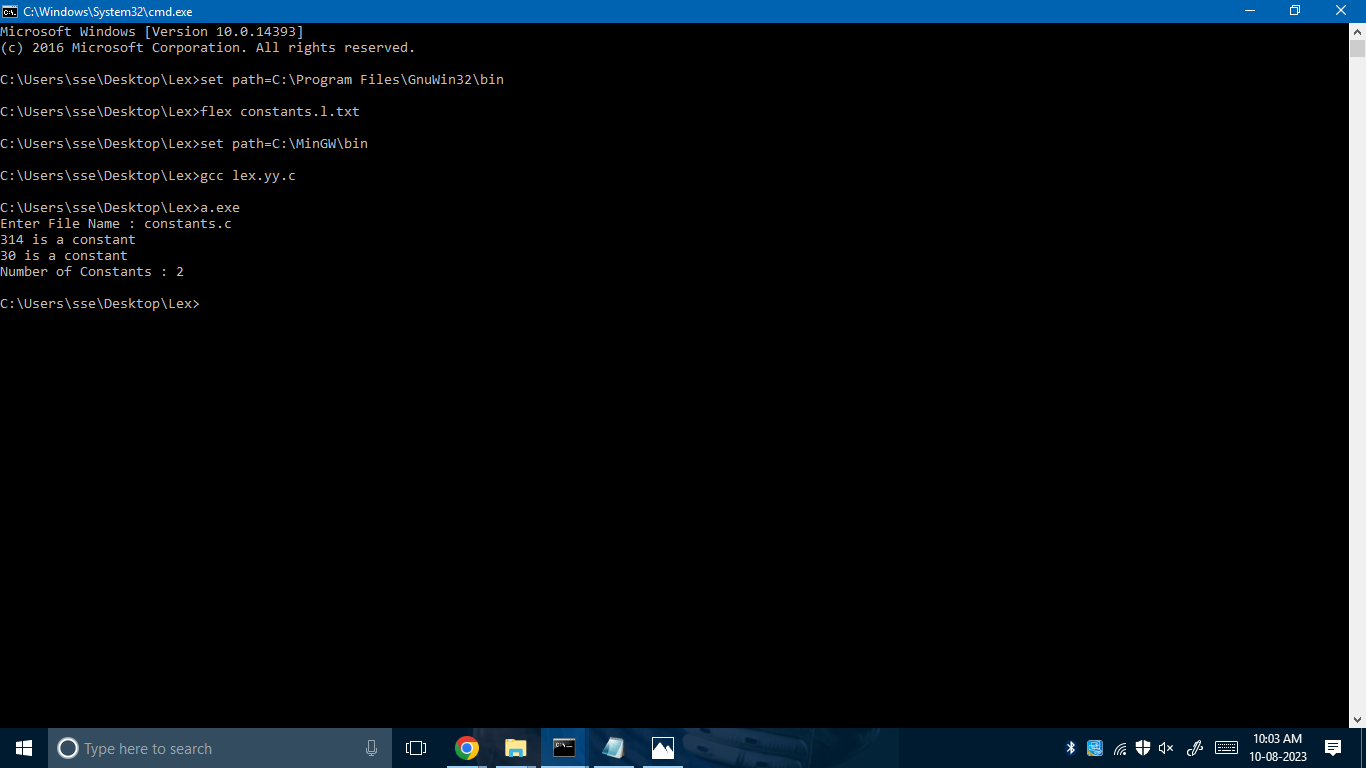 C:\Windows\System32\cmd.exe
Microsoft Windows [Version 10.0.14393]
(c) 2016 Microsoft Corporation. All rights reserved.
C:\Users\sse\Desktop\Lex>set path=C:\Program Files\GnuWin32\bin
C:\Users\sse\Desktop\Lex>flex constants.l.txt
C:\Users\sse\Desktop\Lex>set path=C:\MinGW\bin
C:\Users\sse\Desktop\Lex>gcc lex.yy.c
C:\Users\sse\Desktop\Lex>a.exe
Enter File Name : constants.c
314 is a constant
30 is a constant
Number of Constants : 2
C:\Users\sse\Desktop\Lex>
Type here to search
10:03 AM
10-08-2023